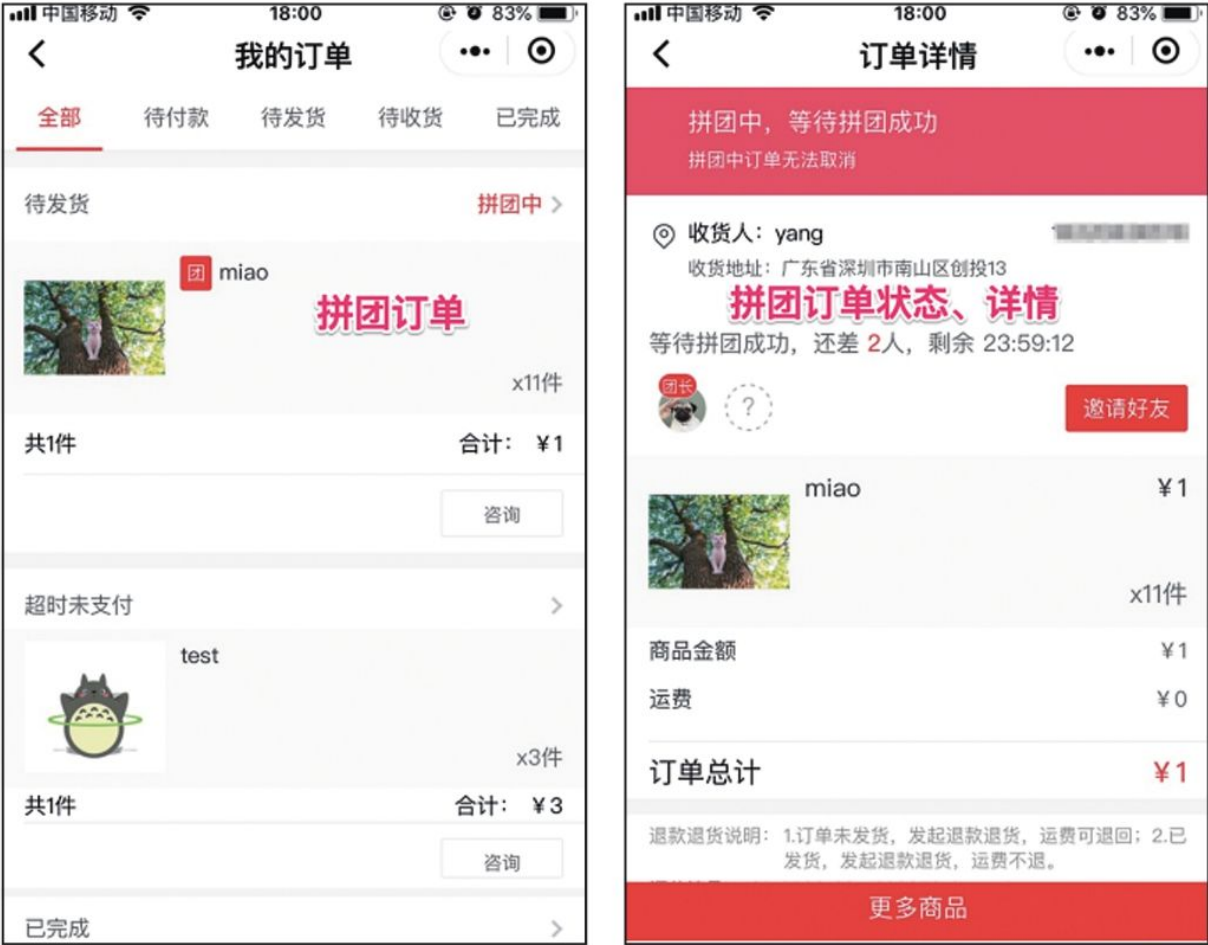 中国移动 18:00 83%
我的订单
全部 待付款 待发货 待收货 已完成
待发货 拼团中
团 miao
拼团订单
x11件
共1件 合计： ¥1
咨询
超时未支付
test
x3件
共1件 合计： ¥3
咨询
已完成
中国移动 18:00 83%
订单详情
拼团中，等待拼团成功
拼团中订单无法取消
收货人：yang
收货地址：广东省深圳市南山区创投13
拼团订单状态、详情
等待拼团成功，还差 2人，剩余 23:59:12
团长
?
邀请好友
miao ¥1
x11件
商品金额 ¥1
运费 ¥0
订单总计 ¥1
退款退货说明：1.订单未发货，发起退款退货，运费可退回；2.已
发货，发起退款退货，运费不退。
更多商品